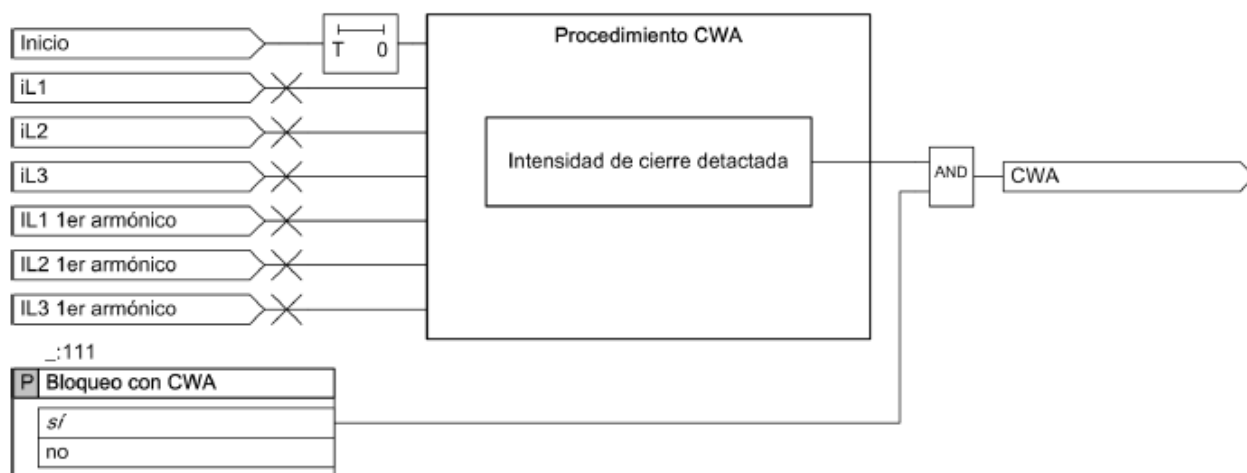 Procedimiento CWA
Inicio
T 0
iL1
iL2
iL3
Intensidad de cierre detactada
AND
CWA
IL1 1er armónico
IL2 1er armónico
IL3 1er armónico
_:111
P Bloqueo con CWA
sí
no